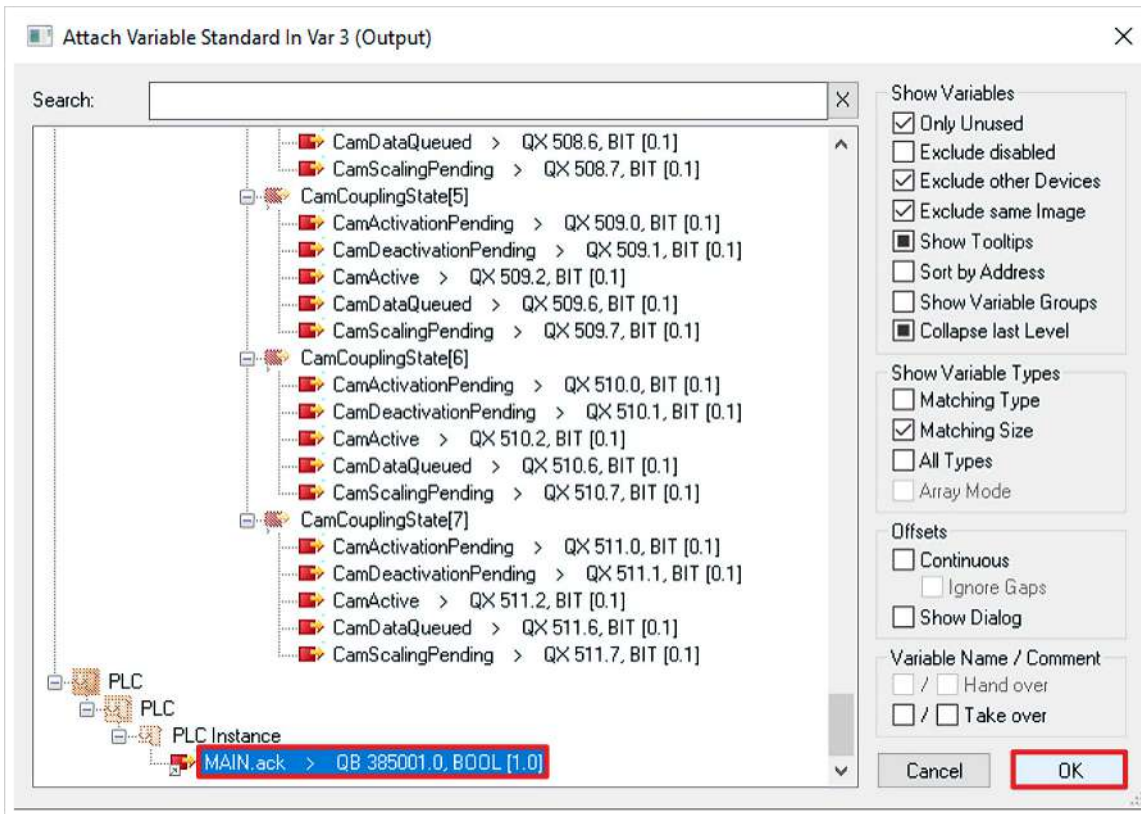 Attach Variable Standard In Var 3 (Output)
Search:
CamDataQueued > QX 508.6, BIT [0.1]
CamScalingPending > QX 508.7, BIT [0.1]
CamCouplingState[5]
CamActivationPending > QX 509.0, BIT [0.1]
CamDeactivationPending > QX 509.1, BIT [0.1]
CamActive > QX 509.2, BIT [0.1]
CamDataQueued > QX 509.6, BIT [0.1]
CamScalingPending > QX 509.7, BIT [0.1]
CamCouplingState[6]
CamActivationPending > QX 510.0, BIT [0.1]
CamDeactivationPending > QX 510.1, BIT [0.1]
CamActive > QX 510.2, BIT [0.1]
CamDataQueued > QX 510.6, BIT [0.1]
CamScalingPending > QX 510.7, BIT [0.1]
CamCouplingState[7]
CamActivationPending > QX 511.0, BIT [0.1]
CamDeactivationPending > QX 511.1, BIT [0.1]
CamActive > QX 511.2, BIT [0.1]
CamDataQueued > QX 511.6, BIT [0.1]
CamScalingPending > QX 511.7, BIT [0.1]
PLC
PLC
PLC Instance
MAIN.ack > QB 385001.0, BOOL [1.0]
Show Variables
Only Unused
Exclude disabled
Exclude other Devices
Exclude same Image
Show Tooltips
Sort by Address
Show Variable Groups
Collapse last Level
Show Variable Types
Matching Type
Matching Size
All Types
Array Mode
Offsets
Continuous
Ignore Gaps
Show Dialog
Variable Name / Comment
/ Hand over
/ Take over
Cancel
OK